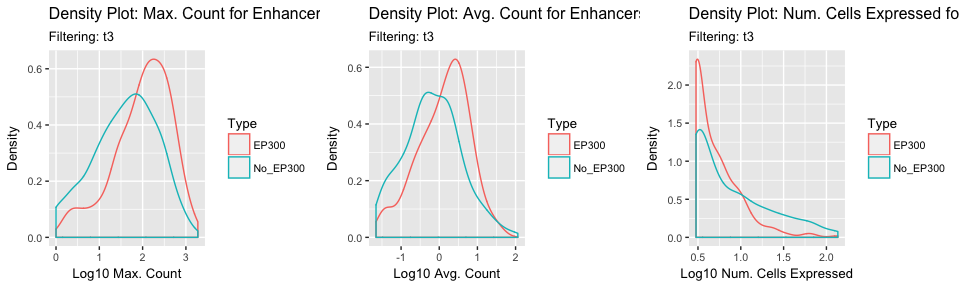 Density Plot: Max. Count for Enhancer
Filtering: t3
Density
0.6
0.4
0.2
0.0
0
1
2
3
Log10 Max. Count
Type
EP300
No_EP300
Density Plot: Avg. Count for Enhancers
Filtering: t3
Density
0.6
0.4
0.2
0.0
-1
0
1
2
Log10 Avg. Count
Type
EP300
No_EP300
Density Plot: Num. Cells Expressed fo
Filtering: t3
Density
2.0
1.5
1.0
0.5
0.0
0.5
1.0
1.5
2.0
Log10 Num. Cells Expressed
Type
EP300
No_EP300